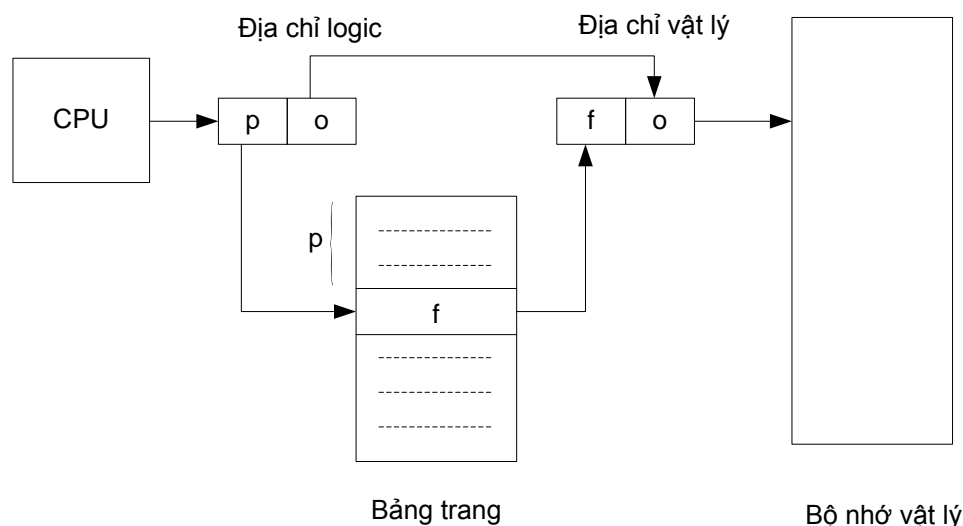 Địa chỉ logic
Địa chỉ vật lý
CPU
p
o
f
o
p
f
Bảng trang
Bộ nhớ vật lý